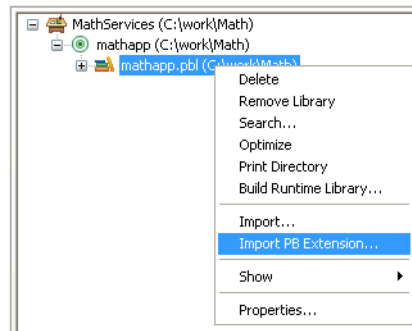 MathServices (C:\work\Math)
mathapp (C:\work\Math)
mathapp.pbl (C:\work\Math)
Delete
Remove Library
Search...
Optimize
Print Directory
Build Runtime Library...
Import...
Import PB Extension...
Show
Properties...